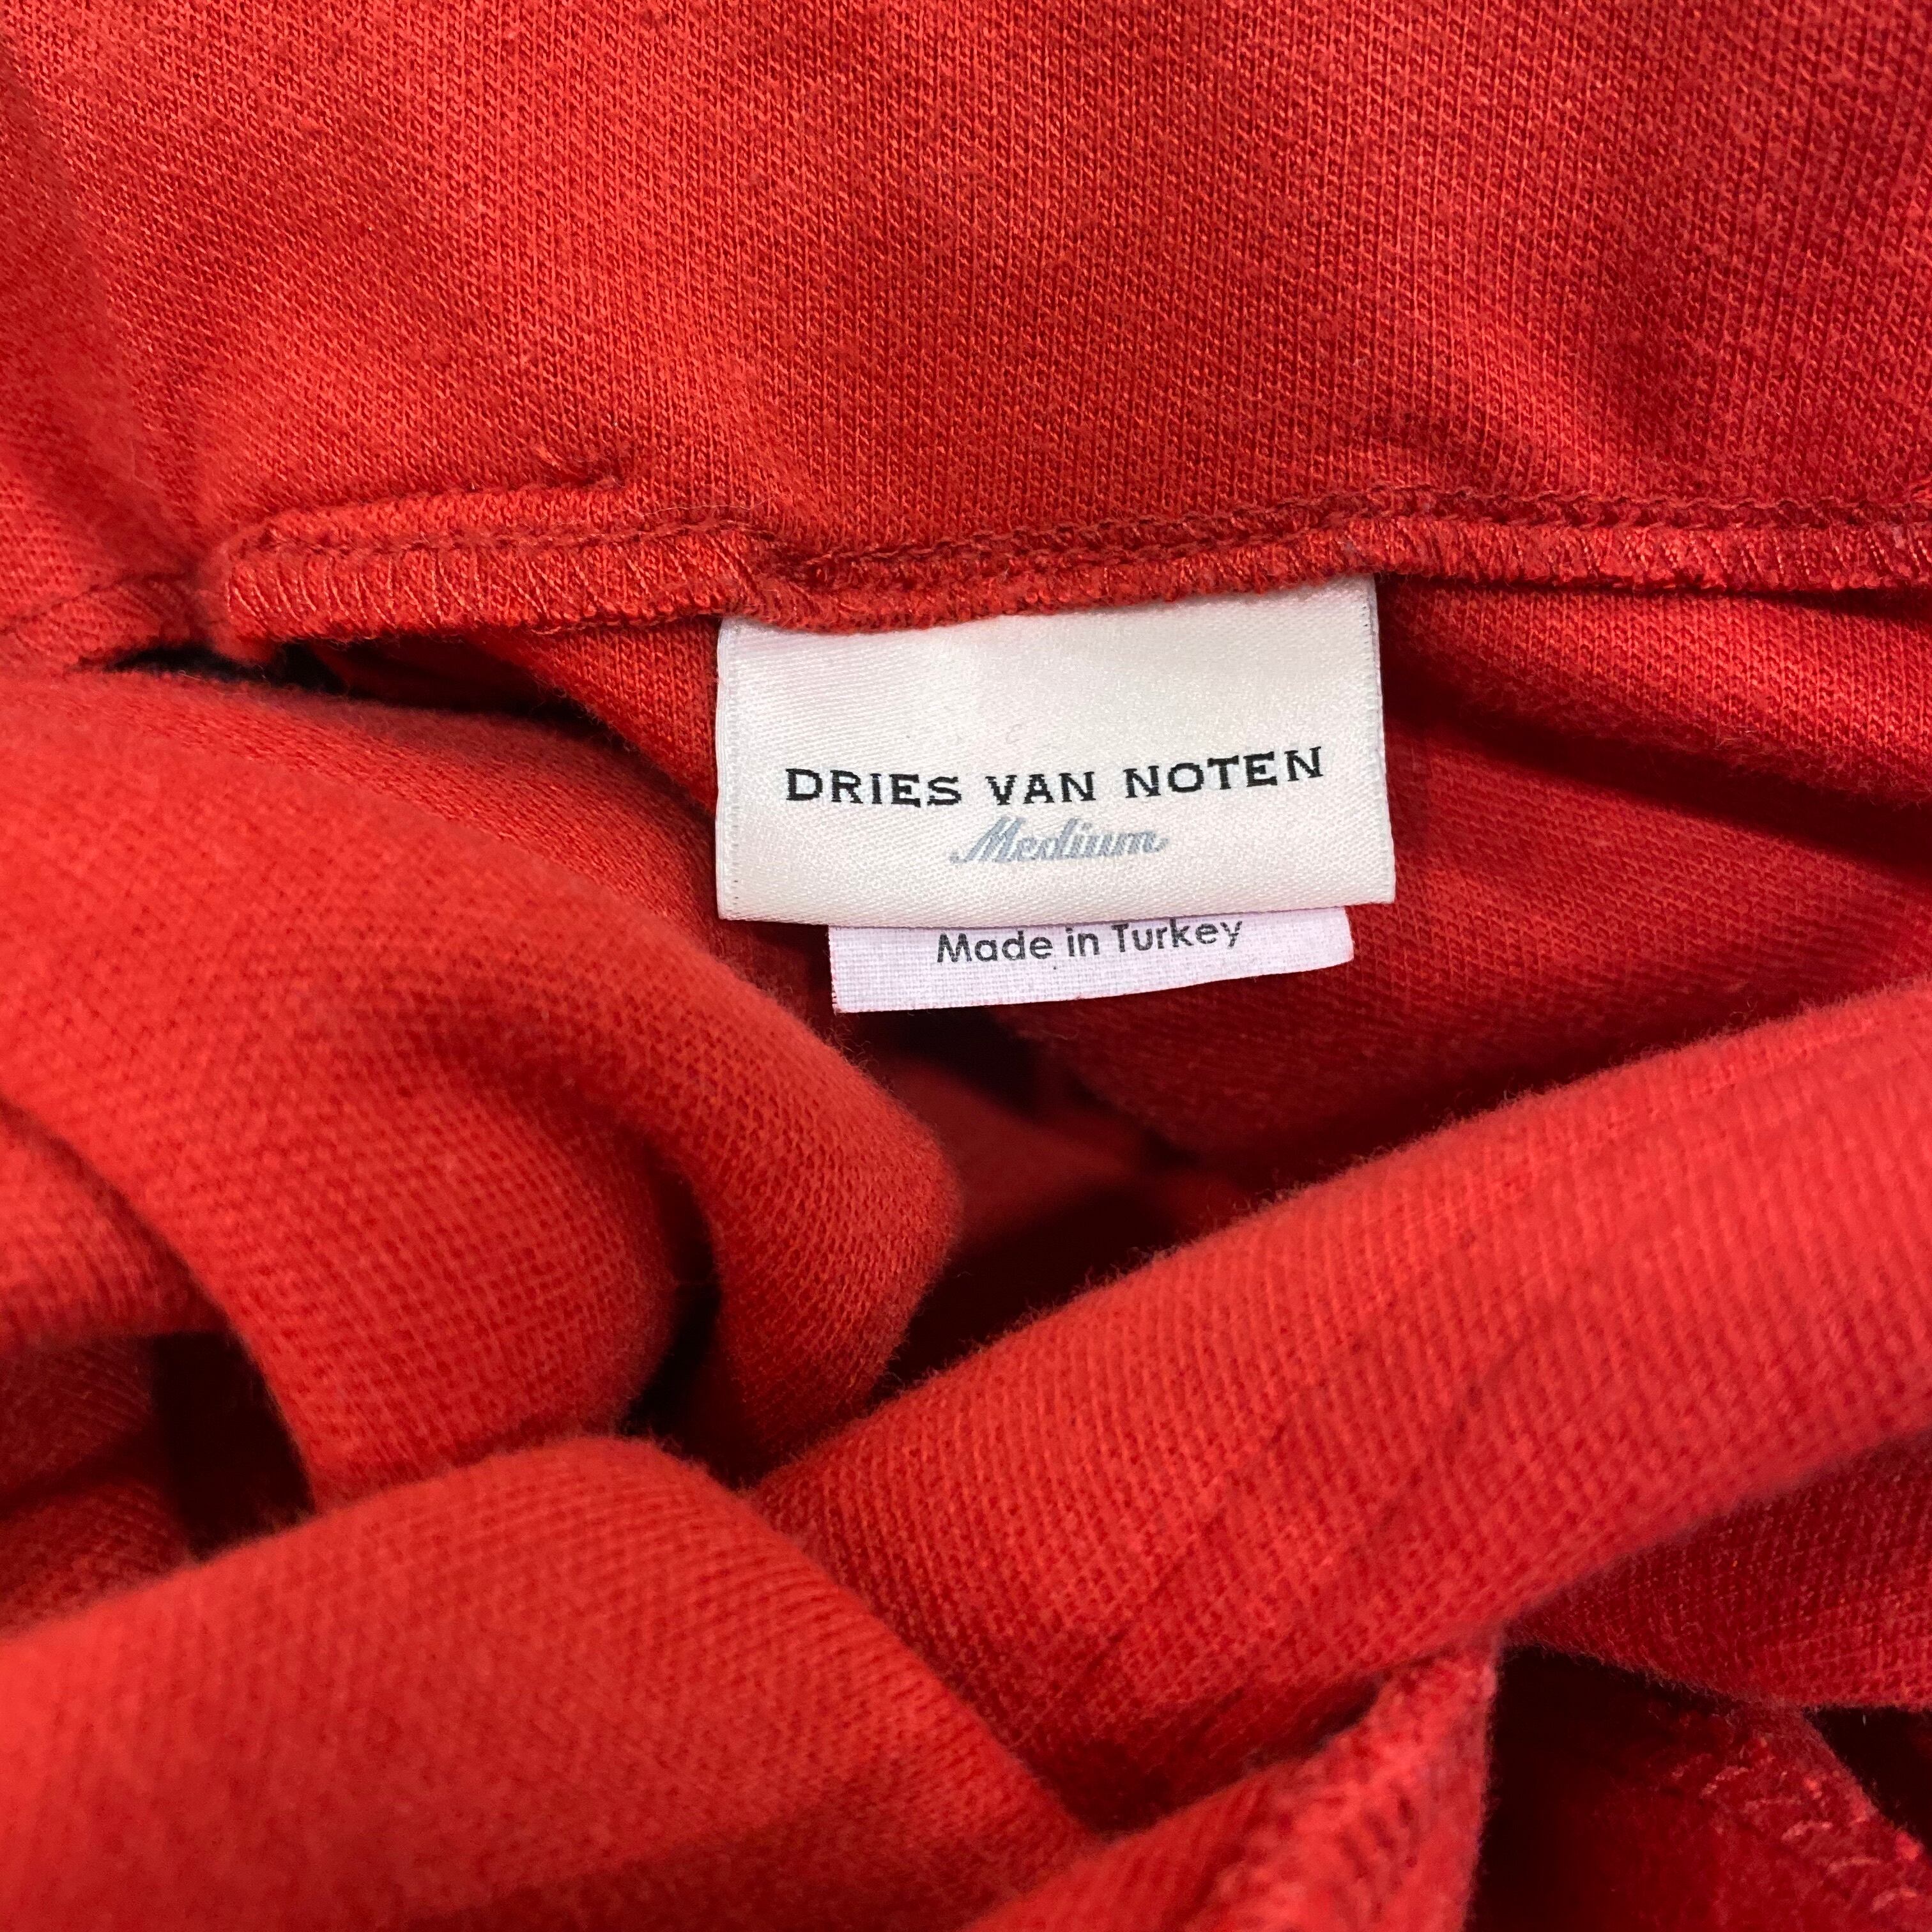 DRIES VAN NOTEN
Medium
Made in Turkey